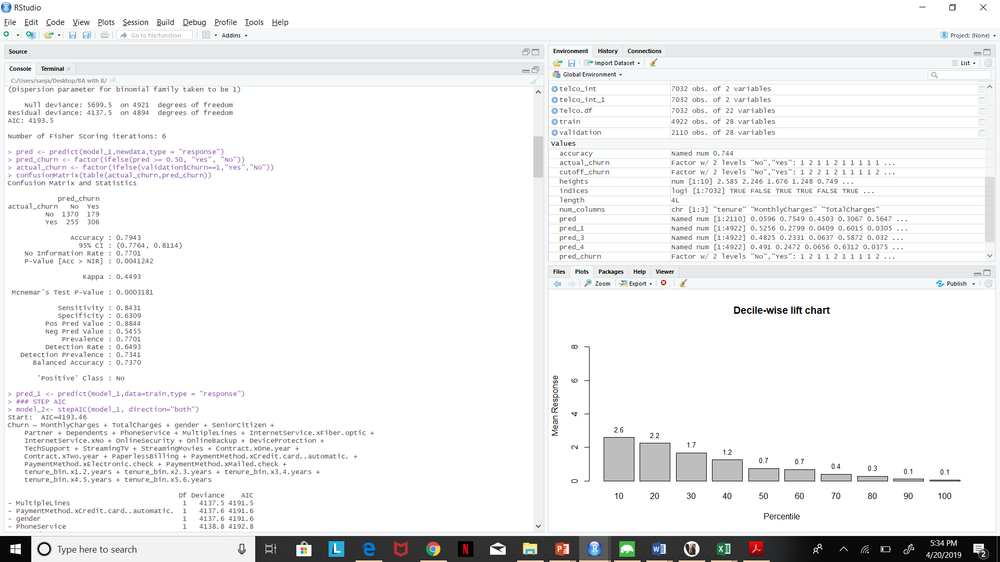 RStudio
File Edit Code View Plots Session Build Debug Profile Tools Help
Go to file/function Addins Project: (None)
Source
Console Terminal
C:/Users/sanja/Desktop/BA with R/
(Dispersion parameter for binomial family taken to be 1)
Null deviance: 5699.5 on 4921 degrees of freedom
Residual deviance: 4137.5 on 4894 degrees of freedom
AIC: 4193.5
Number of Fisher Scoring iterations: 6
> pred <- predict(model_1,newdata,type = "response")
> pred_churn <- factor(ifelse(pred >= 0.50, "Yes", "No"))
> actual_churn <- factor(ifelse(validation$Churn==1,"Yes","No"))
> confusionMatrix(table(actual_churn,pred_churn))
Confusion Matrix and Statistics
pred_churn
actual_churn No Yes
No 1370 179
Yes 255 306
Accuracy : 0.7943
95% CI : (0.7764, 0.8114)
No Information Rate : 0.7701
P-Value [Acc > NIR] : 0.0041242
Kappa : 0.4493
Mcnemar's Test P-Value : 0.0003181
Sensitivity : 0.8431
Specificity : 0.6309
Pos Pred Value : 0.8844
Neg Pred Value : 0.5455
Prevalence : 0.7701
Detection Rate : 0.6493
Detection Prevalence : 0.7341
Balanced Accuracy : 0.7370
'Positive' Class : No
> pred_1 <- predict(model_1,data=train,type = "response")
> ### STEP AIC
> model_2<- stepAIC(model_1, direction="both")
Start: AIC=4193.46
Churn ~ MonthlyCharges + TotalCharges + gender + SeniorCitizen +
Partner + Dependents + PhoneService + MultipleLines + InternetService.xFiber.optic +
InternetService.xNo + OnlineSecurity + OnlineBackup + DeviceProtection +
TechSupport + StreamingTV + StreamingMovies + Contract.xOne.year +
Contract.xTwo.year + PaperlessBilling + PaymentMethod.xCredit.card..automatic. +
PaymentMethod.xElectronic.check + PaymentMethod.xMailed.check +
tenure_bin.x1.2.years + tenure_bin.x2.3.years + tenure_bin.x3.4.years +
tenure_bin.x4.5.years + tenure_bin.x5.6.years
Df Deviance AIC
- MultipleLines 1 4137.5 4191.5
- PaymentMethod.xCredit.card..automatic. 1 4137.6 4191.6
- gender 1 4137.6 4191.6
- PhoneService 1 4138.8 4192.8
Environment History Connections
Import Dataset List
Global Environment
telco_int 7032 obs. of 2 variables
telco_int_1 7032 obs. of 2 variables
Telco.df 7032 obs. of 22 variables
train 4922 obs. of 28 variables
validation 2110 obs. of 28 variables
Values
accuracy Named num 0.744
actual_churn Factor w/ 2 levels "No","Yes": 1 2 1 1 2 1 1 1 1 1 ...
cutoff_churn Factor w/ 2 levels "No","Yes": 1 2 2 1 2 1 1 1 1 2 ...
heights num [1:10] 2.585 2.246 1.676 1.248 0.749 ...
indices logi [1:7032] TRUE FALSE TRUE TRUE FALSE TRUE ...
length 4L
num_columns chr [1:3] "tenure" "MonthlyCharges" "TotalCharges"
pred Named num [1:2110] 0.0596 0.7549 0.4503 0.3067 0.5647 ...
pred_1 Named num [1:4922] 0.5256 0.2799 0.0409 0.6015 0.0305 ...
pred_3 Named num [1:4922] 0.4825 0.2331 0.0637 0.5872 0.032 ...
pred_4 Named num [1:4922] 0.491 0.2472 0.0656 0.6312 0.0375 ...
pred_churn Factor w/ 2 levels "No","Yes": 1 2 1 1 2 1 1 1 1 2 ...
Files Plots Packages Help Viewer
Zoom Export Publish
Decile-wise lift chart
Mean Response
8
6
4
2
0
2.6 2.2 1.7 1.2 0.7 0.7 0.4 0.3 0.1 0.1
10 20 30 40 50 60 70 80 90 100
Percentile
Type here to search
5:34 PM
4/20/2019
2